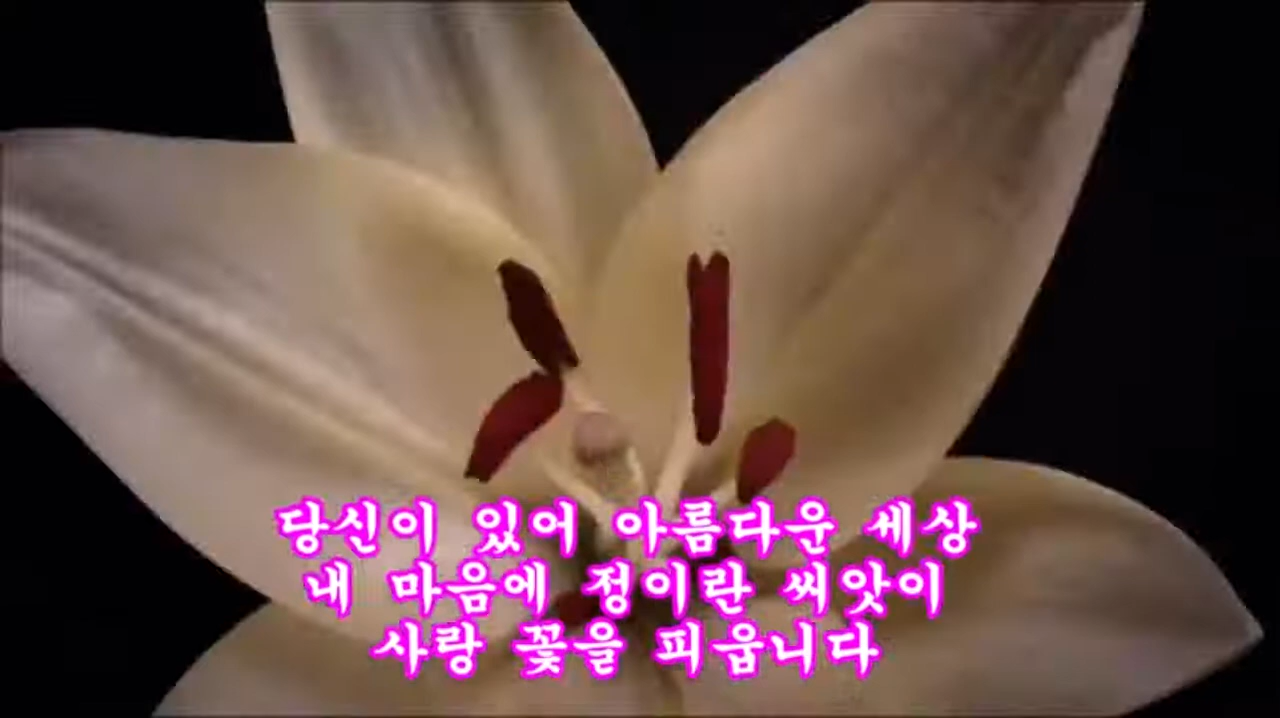 당신이 있어 아름다운 세상
내 마음에 정이란 씨앗이
사랑 꽃을 피웁니다